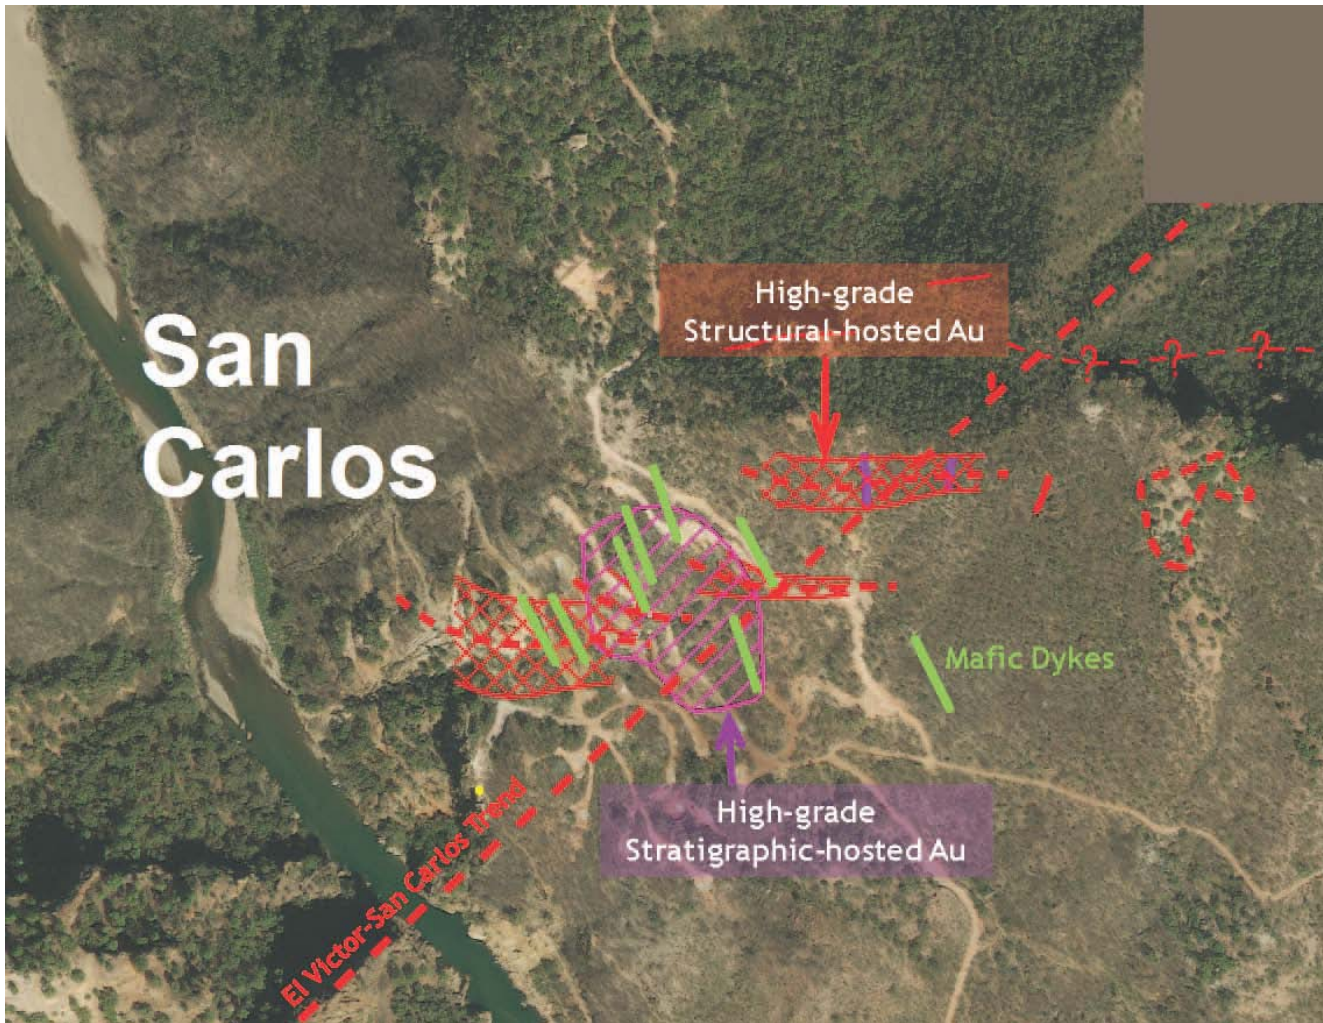 San
Carlos
High-grade
Structural-hosted Au
? ? ?
Mafic Dykes
High-grade
Stratigraphic-hosted Au
El Victor-San Carlos Trend